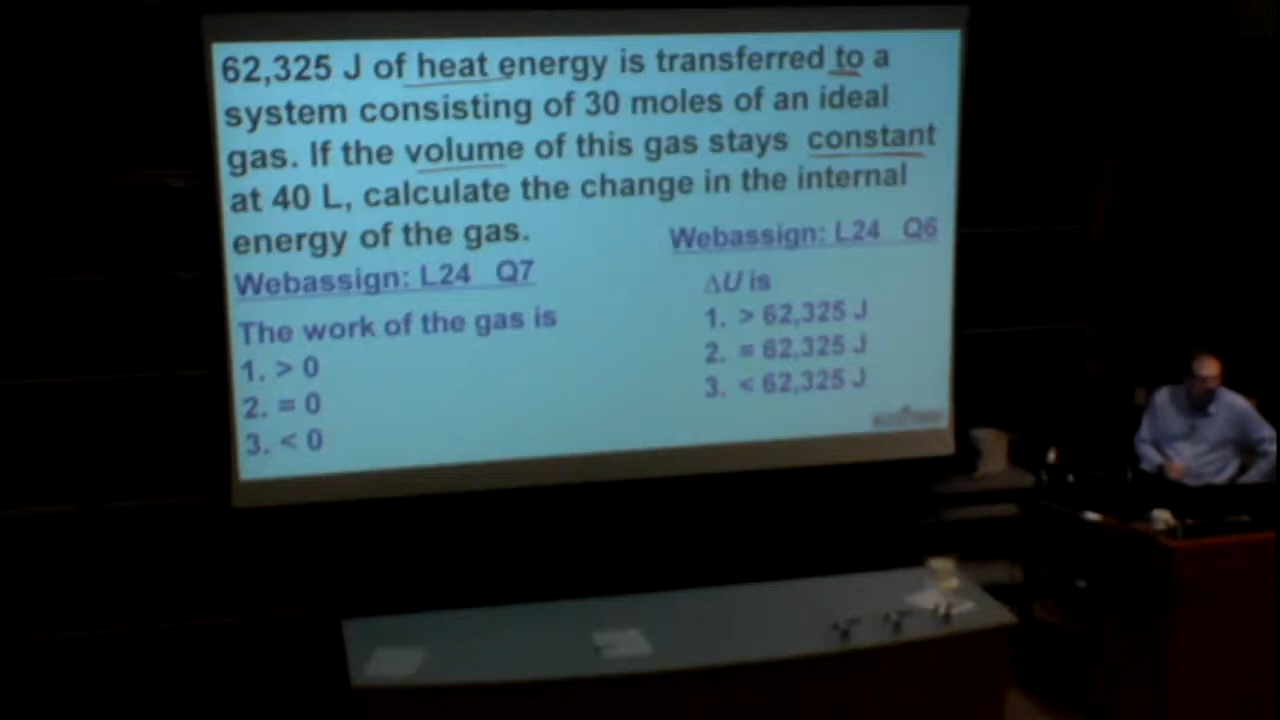 62,325 J of heat energy is transferred to a
system consisting of 30 moles of an ideal
gas. If the volume of this gas stays constant
at 40 L, calculate the change in the internal
energy of the gas.
Webassign: L24 Q7
The work of the gas is
1. > 0
2. = 0
3. < 0
Webassign: L24 Q6
ΔU is
1. > 62,325 J
2. = 62,325 J
3. < 62,325 J